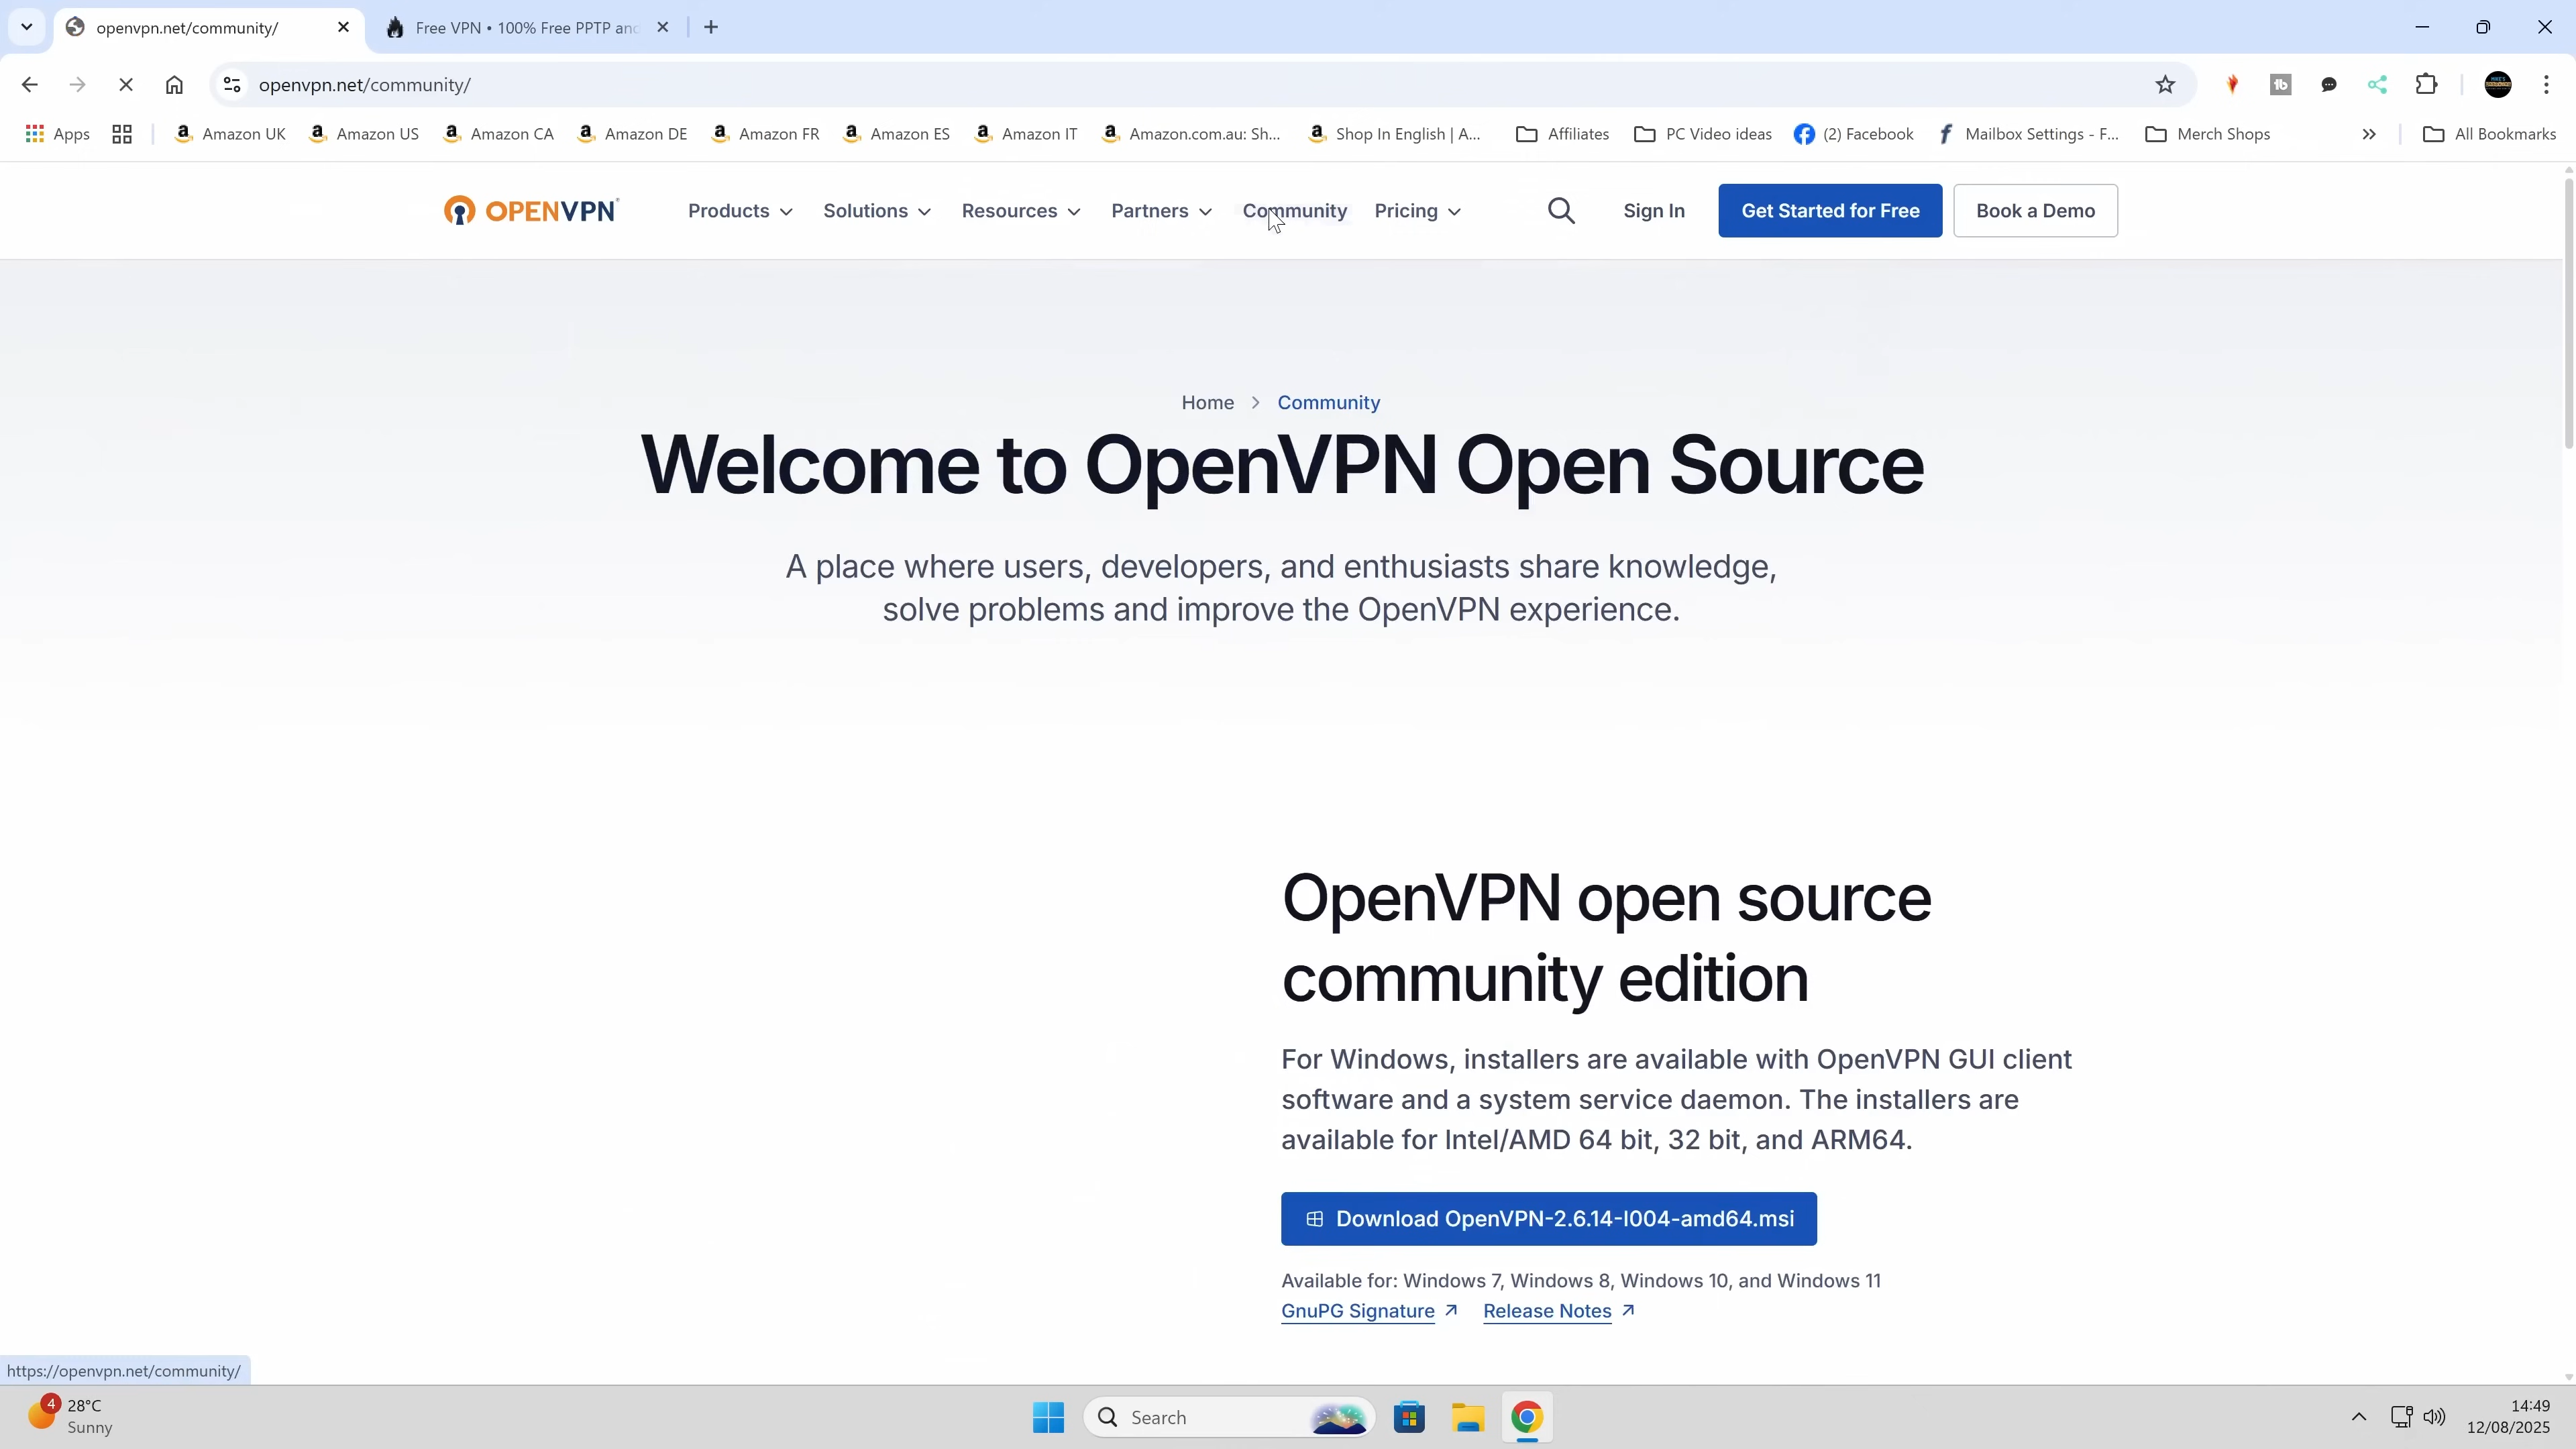 openvpn.net/community/
Free VPN • 100% Free PPTP and
openvpn.net/community/
Apps
Amazon UK
Amazon US
Amazon CA
Amazon DE
Amazon FR
Amazon ES
Amazon IT
Amazon.com.au: Sh...
Shop In English | A...
Affiliates
PC Video ideas
(2) Facebook
Mailbox Settings - F...
Merch Shops
All Bookmarks
OPENVPN
Products
Solutions
Resources
Partners
Community
Pricing
Sign In
Get Started for Free
Book a Demo
Home > Community
Welcome to OpenVPN Open Source
A place where users, developers, and enthusiasts share knowledge,
solve problems and improve the OpenVPN experience.
OpenVPN open source
community edition
For Windows, installers are available with OpenVPN GUI client
software and a system service daemon. The installers are
available for Intel/AMD 64 bit, 32 bit, and ARM64.
Download OpenVPN-2.6.14-I004-amd64.msi
Available for: Windows 7, Windows 8, Windows 10, and Windows 11
GnuPG Signature
Release Notes
https://openvpn.net/community/
4
28°C
Sunny
Search
14:49
12/08/2025